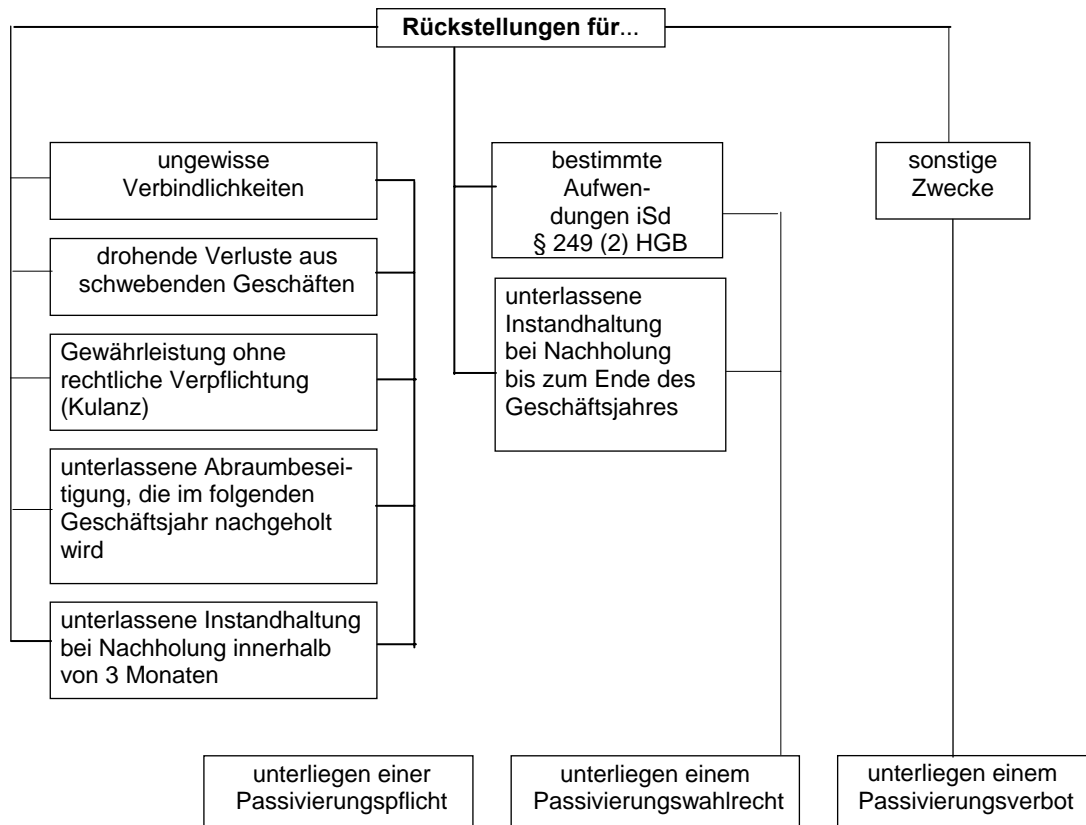 Rückstellungen für...
ungewisse
Verbindlichkeiten
drohende Verluste aus
schwebenden Geschäften
Gewährleistung ohne
rechtliche Verpflichtung
(Kulanz)
unterlassene Abraumbesei-
tigung, die im folgenden
Geschäftsjahr nachgeholt
wird
unterlassene Instandhaltung
bei Nachholung innerhalb
von 3 Monaten
bestimmte
Aufwen-
dungen iSd
§ 249 (2) HGB
unterlassene
Instandhaltung
bei Nachholung
bis zum Ende des
Geschäftsjahres
sonstige
Zwecke
unterliegen einer
Passivierungspflicht
unterliegen einem
Passivierungswahlrecht
unterliegen einem
Passivierungsverbot